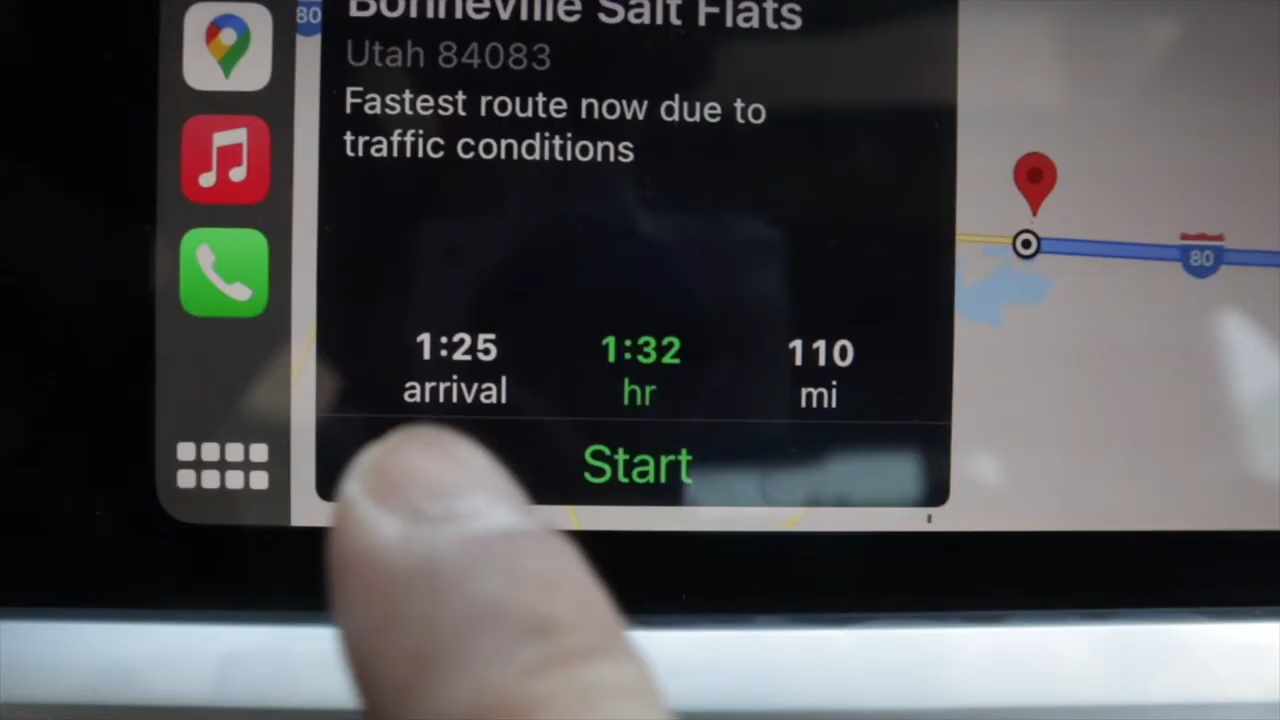 80
Bonneville Salt Flats
Utah 84083
Fastest route now due to
traffic conditions
80
1:25 1:32 110
arrival hr mi
Start